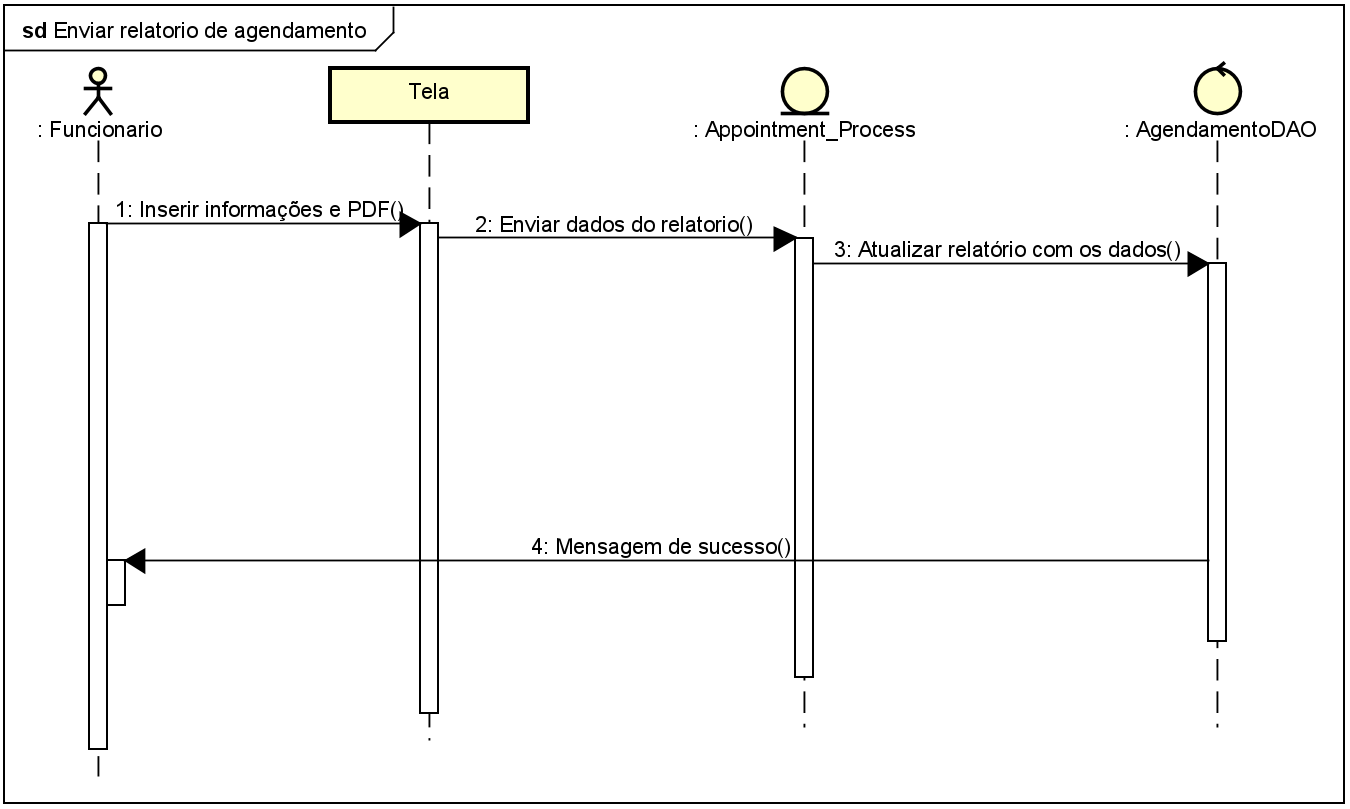 sd Enviar relatorio de agendamento
: Funcionario
Tela
: Appointment_Process
: AgendamentoDAO
1: Inserir informações e PDF()
2: Enviar dados do relatorio()
3: Atualizar relatório com os dados()
4: Mensagem de sucesso()